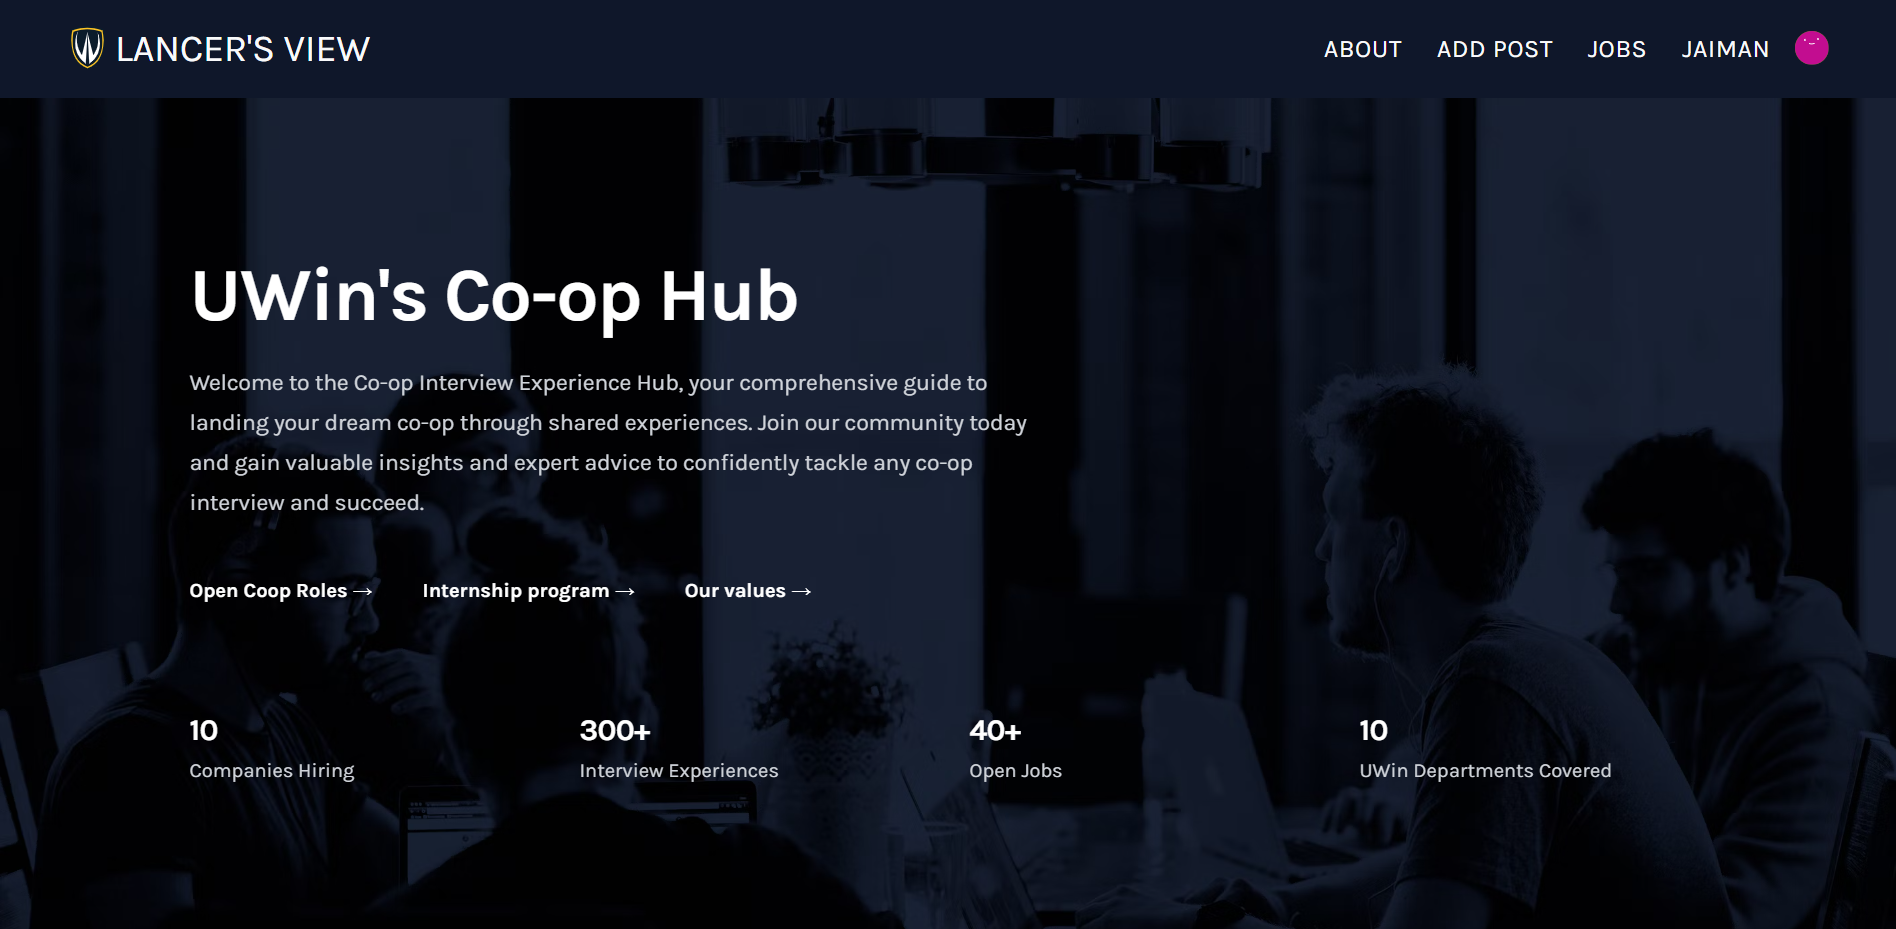 LANCER'S VIEW
ABOUT
ADD POST
JOBS
JAIMAN
UWin's Co-op Hub
Welcome to the Co-op Interview Experience Hub, your comprehensive guide to
landing your dream co-op through shared experiences. Join our community today
and gain valuable insights and expert advice to confidently tackle any co-op
interview and succeed.
Open Coop Roles →
Internship program →
Our values →
10
Companies Hiring
300+
Interview Experiences
40+
Open Jobs
10
UWin Departments Covered